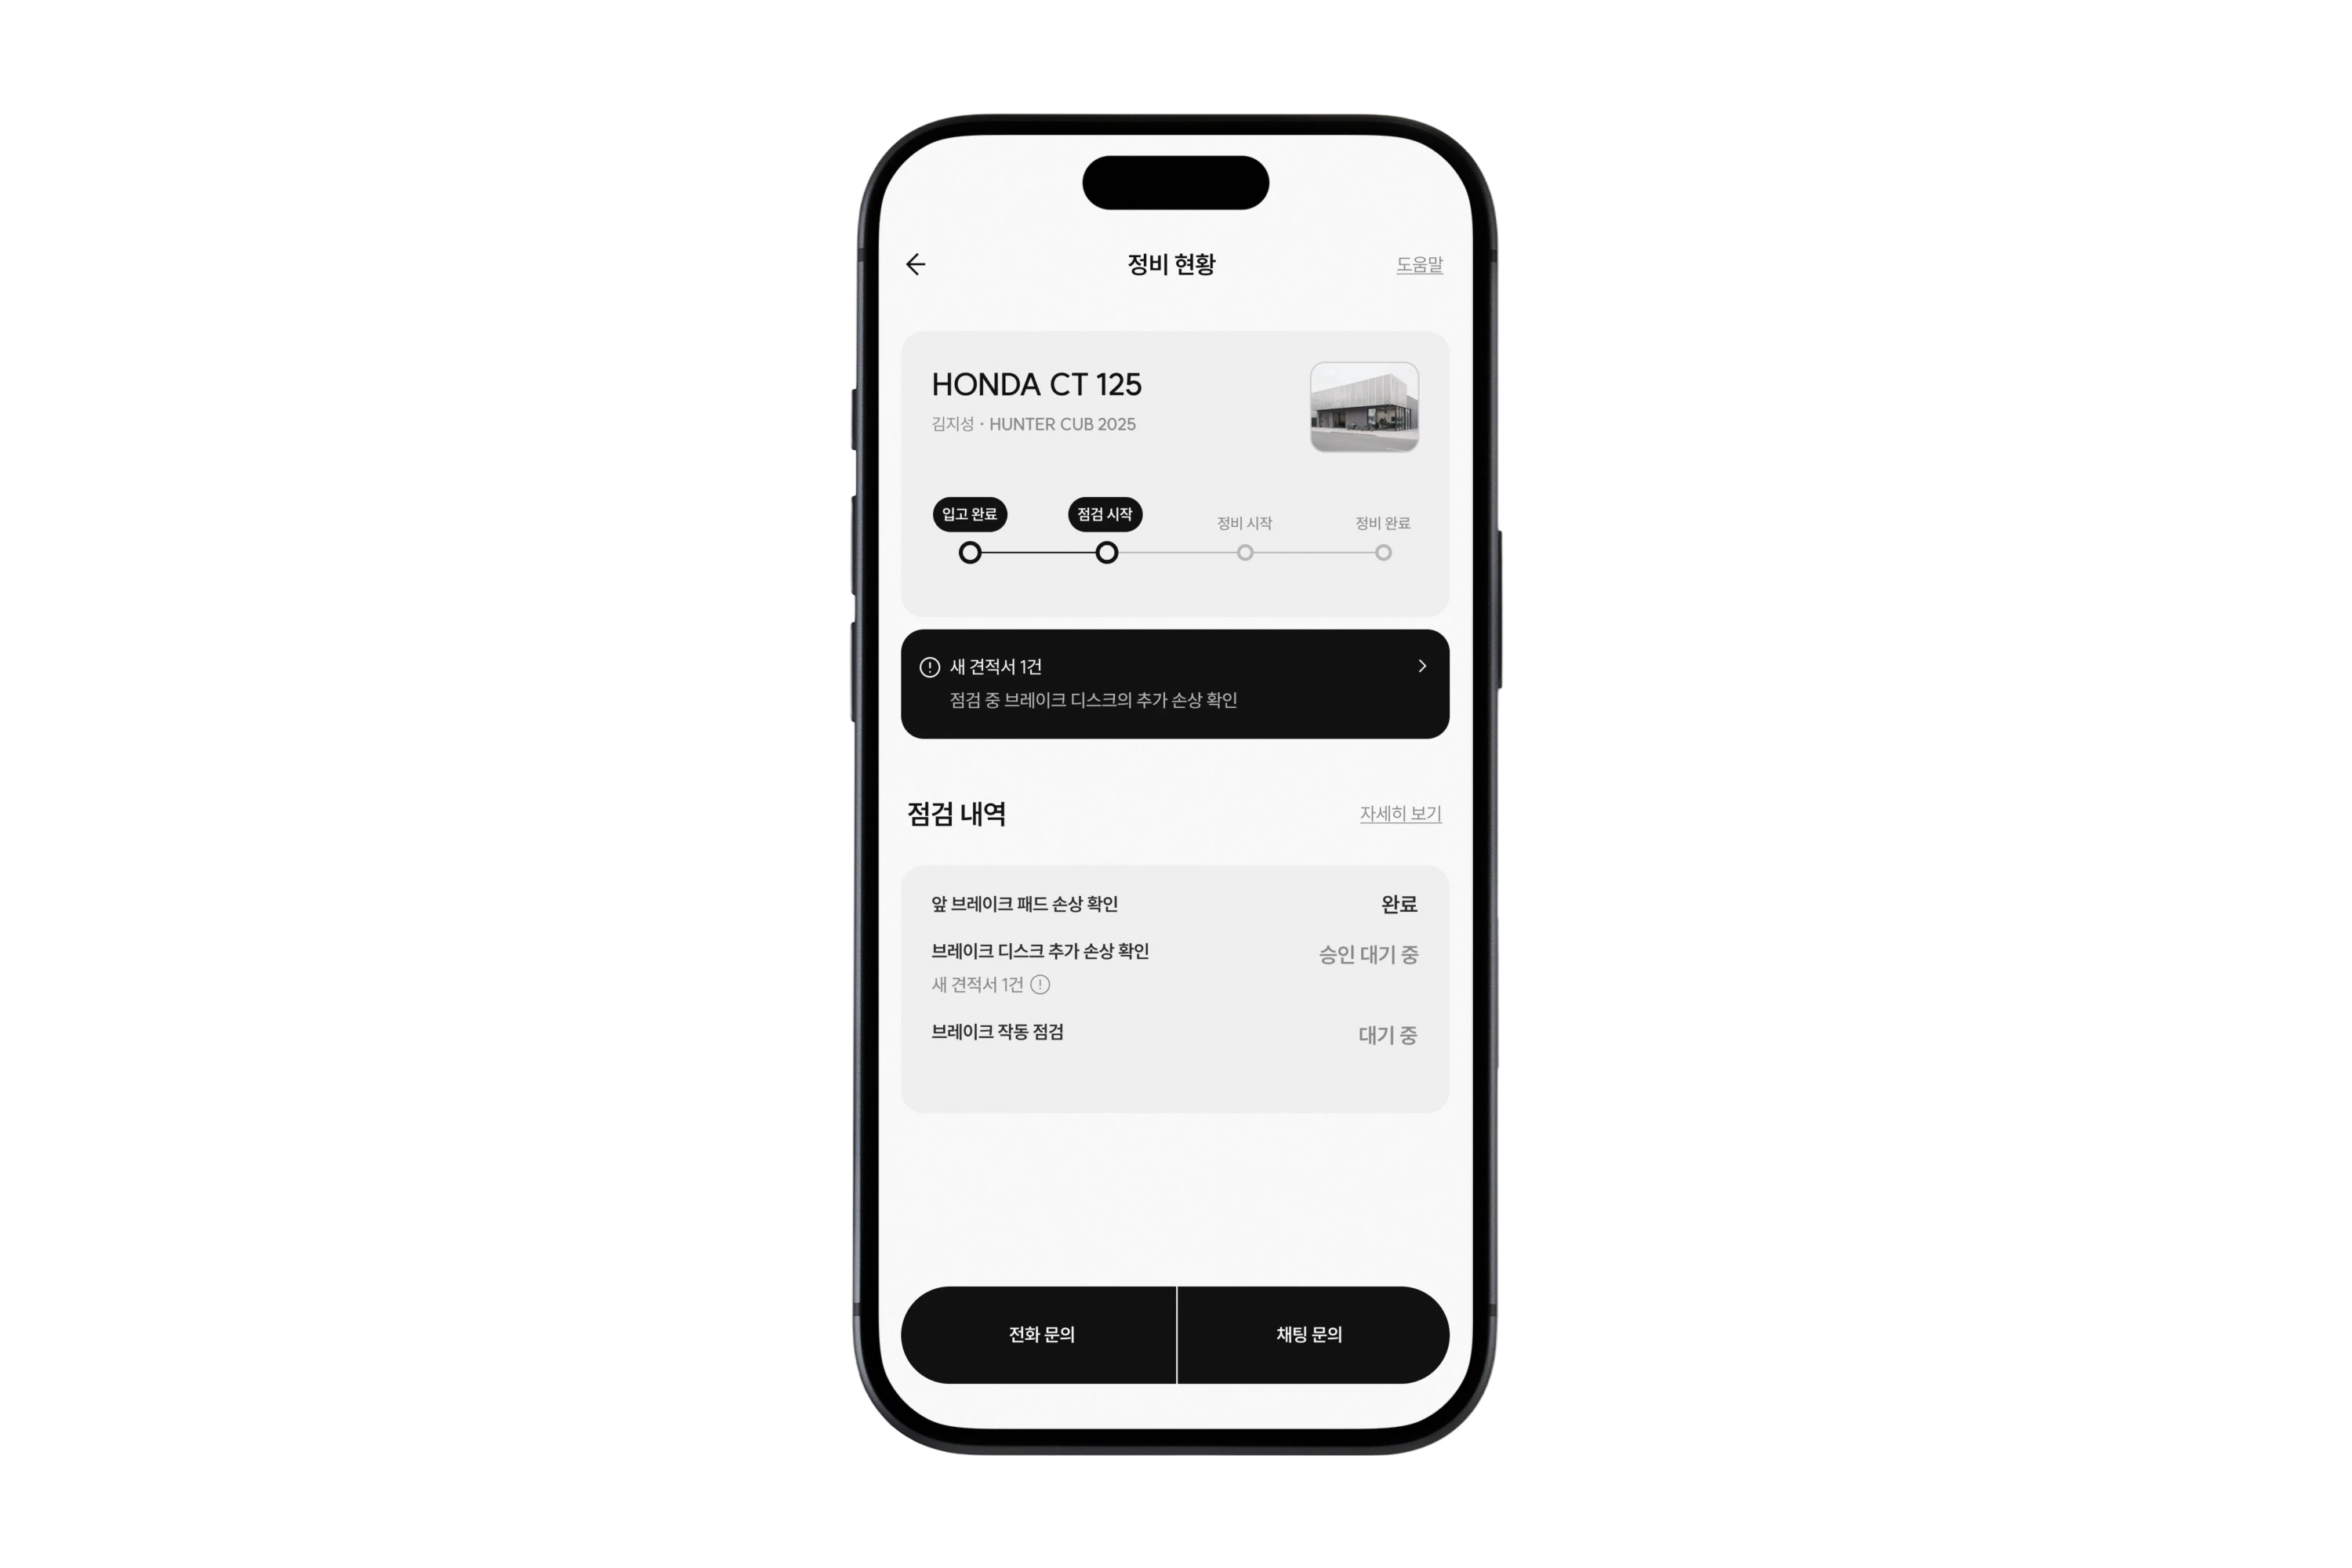 정비 현황
도움말
HONDA CT 125
김지성 · HUNTER CUB 2025
입고 완료
점검 시작
정비 시작
정비 완료
새 견적서 1건
점검 중 브레이크 디스크의 추가 손상 확인
점검 내역
자세히 보기
앞 브레이크 패드 손상 확인
완료
브레이크 디스크 추가 손상 확인
승인 대기 중
새 견적서 1건
브레이크 작동 점검
대기 중
전화 문의
채팅 문의